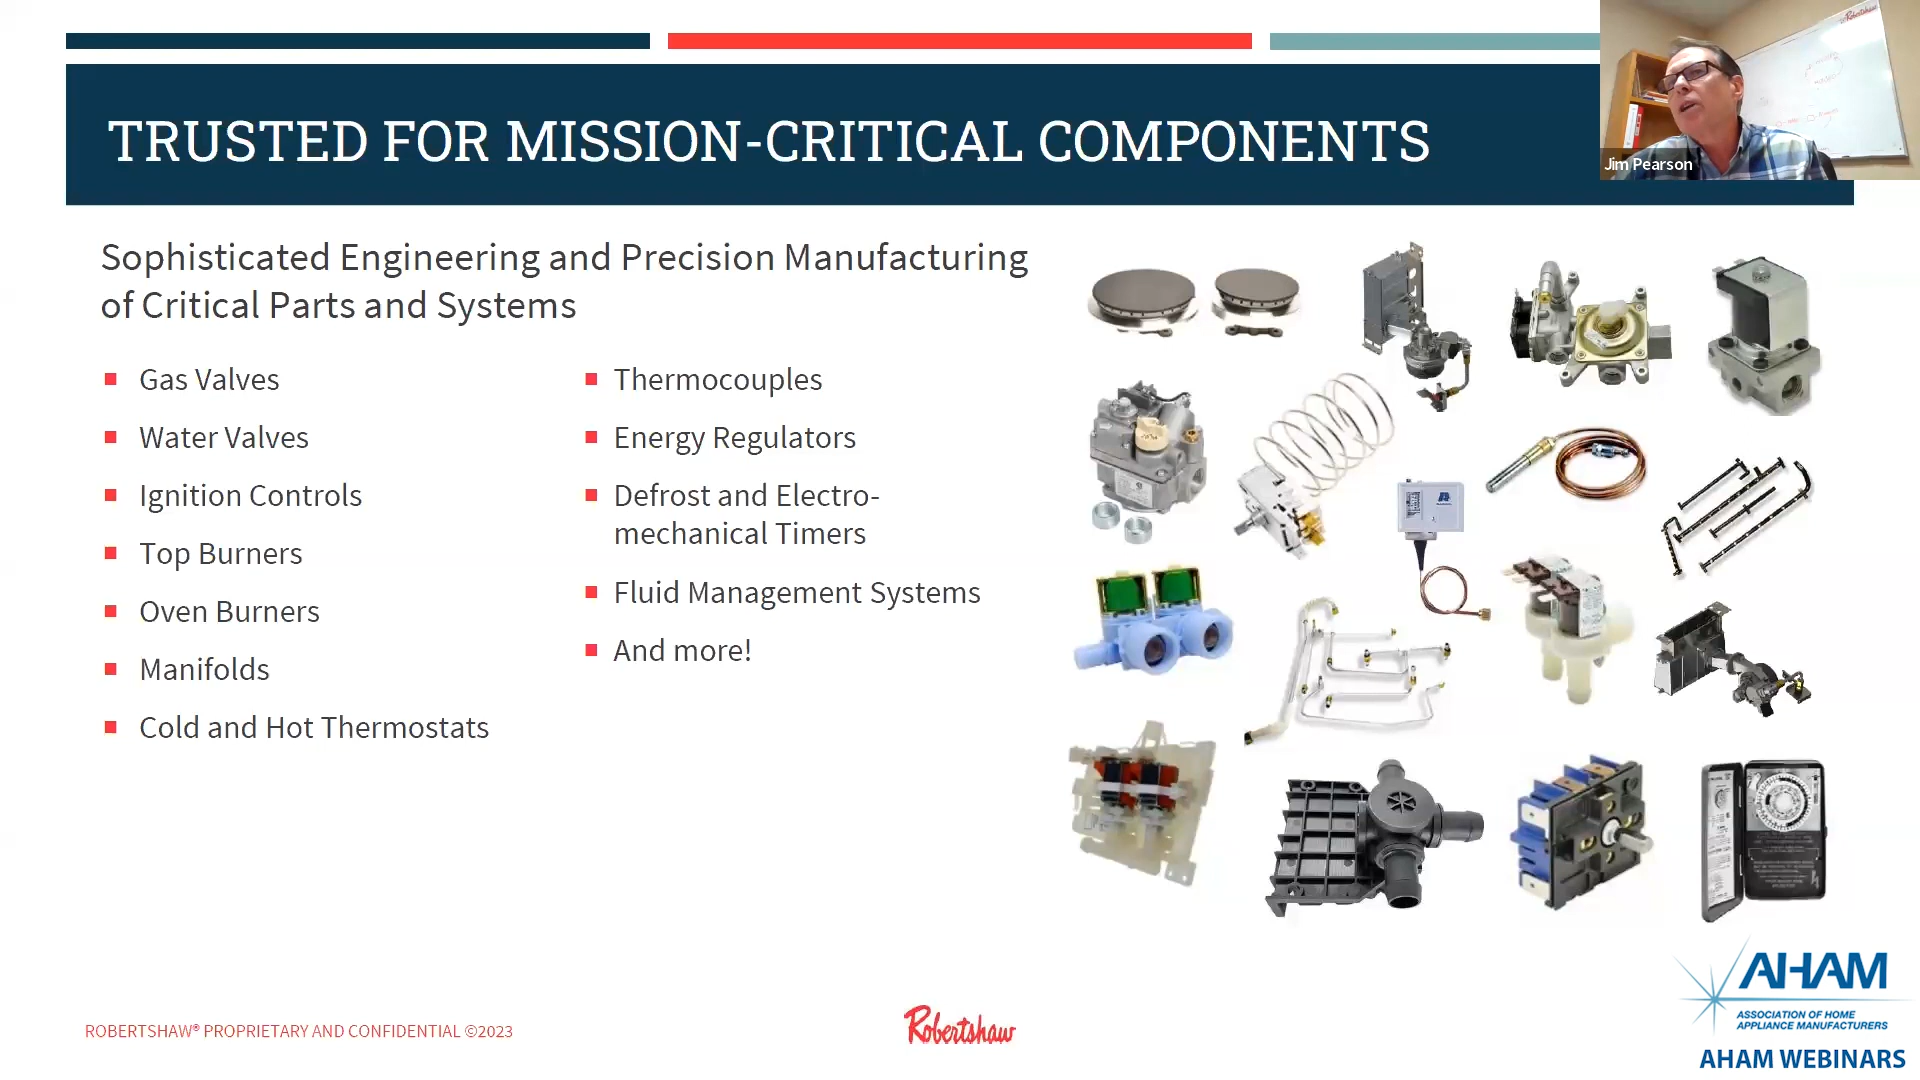 TRUSTED FOR MISSION-CRITICAL COMPONENTS
Robertshaw
Jim Pearson
Sophisticated Engineering and Precision Manufacturing
of Critical Parts and Systems
Gas Valves
Water Valves
Ignition Controls
Top Burners
Oven Burners
Manifolds
Cold and Hot Thermostats
Thermocouples
Energy Regulators
Defrost and Electro-
mechanical Timers
Fluid Management Systems
And more!
ROBERTSHAW® PROPRIETARY AND CONFIDENTIAL ©2023
Robertshaw
AHAM
ASSOCIATION OF HOME
APPLIANCE MANUFACTURERS
AHAM WEBINARS